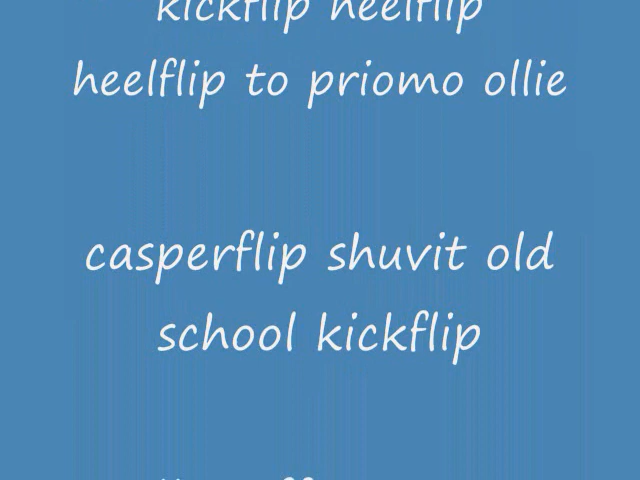 kickflip heelflip
heelflip to priomo ollie
casperflip shuvit old
school kickflip